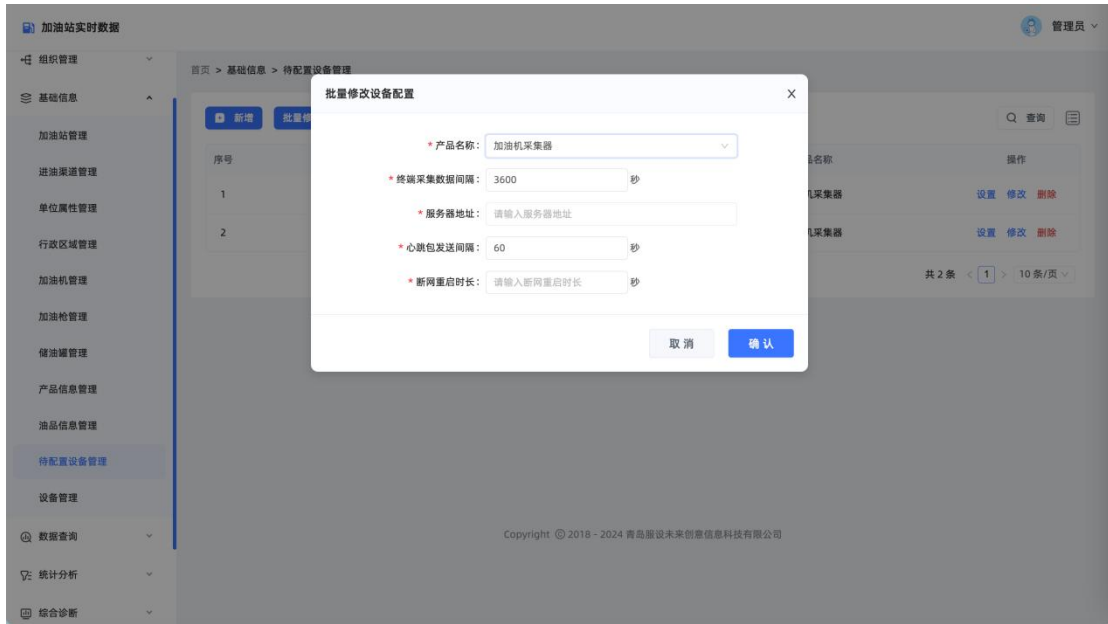 加油站实时数据
管理员
组织管理
首页 > 基础信息 > 待配置设备管理
基础信息
批量修改设备配置
X
新增
批量修
查询
加油站管理
* 产品名称： 加油机采集器
序号
品名称
操作
进油渠道管理
* 终端采集数据间隔： 3600 秒
1
机采集器
设置 修改 删除
单位属性管理
* 服务器地址： 请输入服务器地址
2
机采集器
设置 修改 删除
行政区域管理
* 心跳包发送间隔： 60 秒
加油机管理
* 断网重启时长： 请输入断网重启时长 秒
共 2 条 < 1 > 10 条/页
加油枪管理
取 消
确 认
储油罐管理
产品信息管理
油品信息管理
待配置设备管理
设备管理
数据查询
Copyright © 2018 - 2024 青岛服设未来创意信息科技有限公司
统计分析
综合诊断